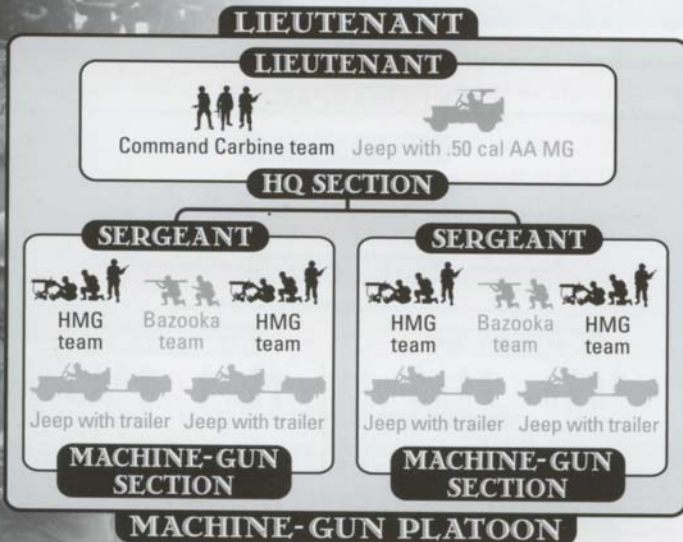 LIEUTENANT
LIEUTENANT
Command Carbine team Jeep with .50 cal AA MG
HQ SECTION
SERGEANT
HMG team
Bazooka team
HMG team
Jeep with trailer Jeep with trailer
MACHINE-GUN
SECTION
SERGEANT
HMG team
Bazooka team
HMG team
Jeep with trailer Jeep with trailer
MACHINE-GUN
SECTION
MACHINE-GUN PLATOON